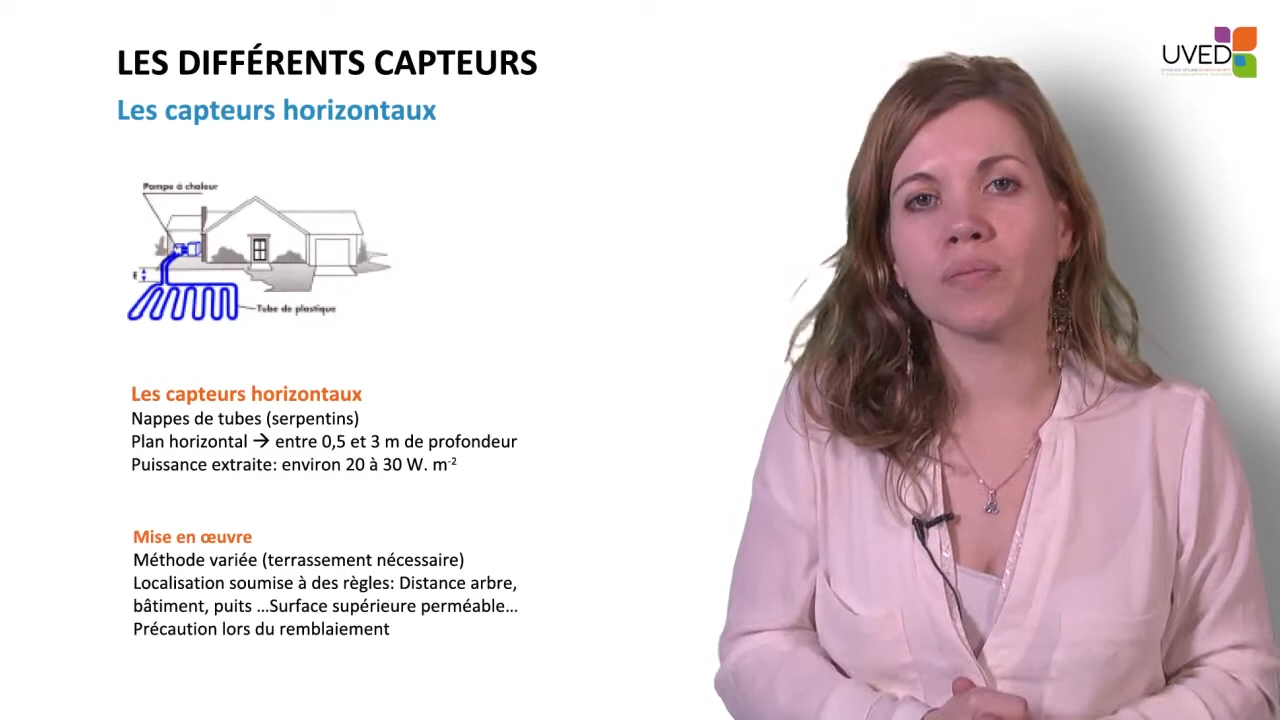 LES DIFFÉRENTS CAPTEURS
UVED
Les capteurs horizontaux
Pompe à chaleur
E
Tube de plastique
Les capteurs horizontaux
Nappes de tubes (serpentins)
Plan horizontal → entre 0,5 et 3 m de profondeur
Puissance extraite: environ 20 à 30 W. m⁻²
Mise en œuvre
Méthode variée (terrassement nécessaire)
Localisation soumise à des règles: Distance arbre,
bâtiment, puits ...Surface supérieure perméable...
Précaution lors du remblaiement